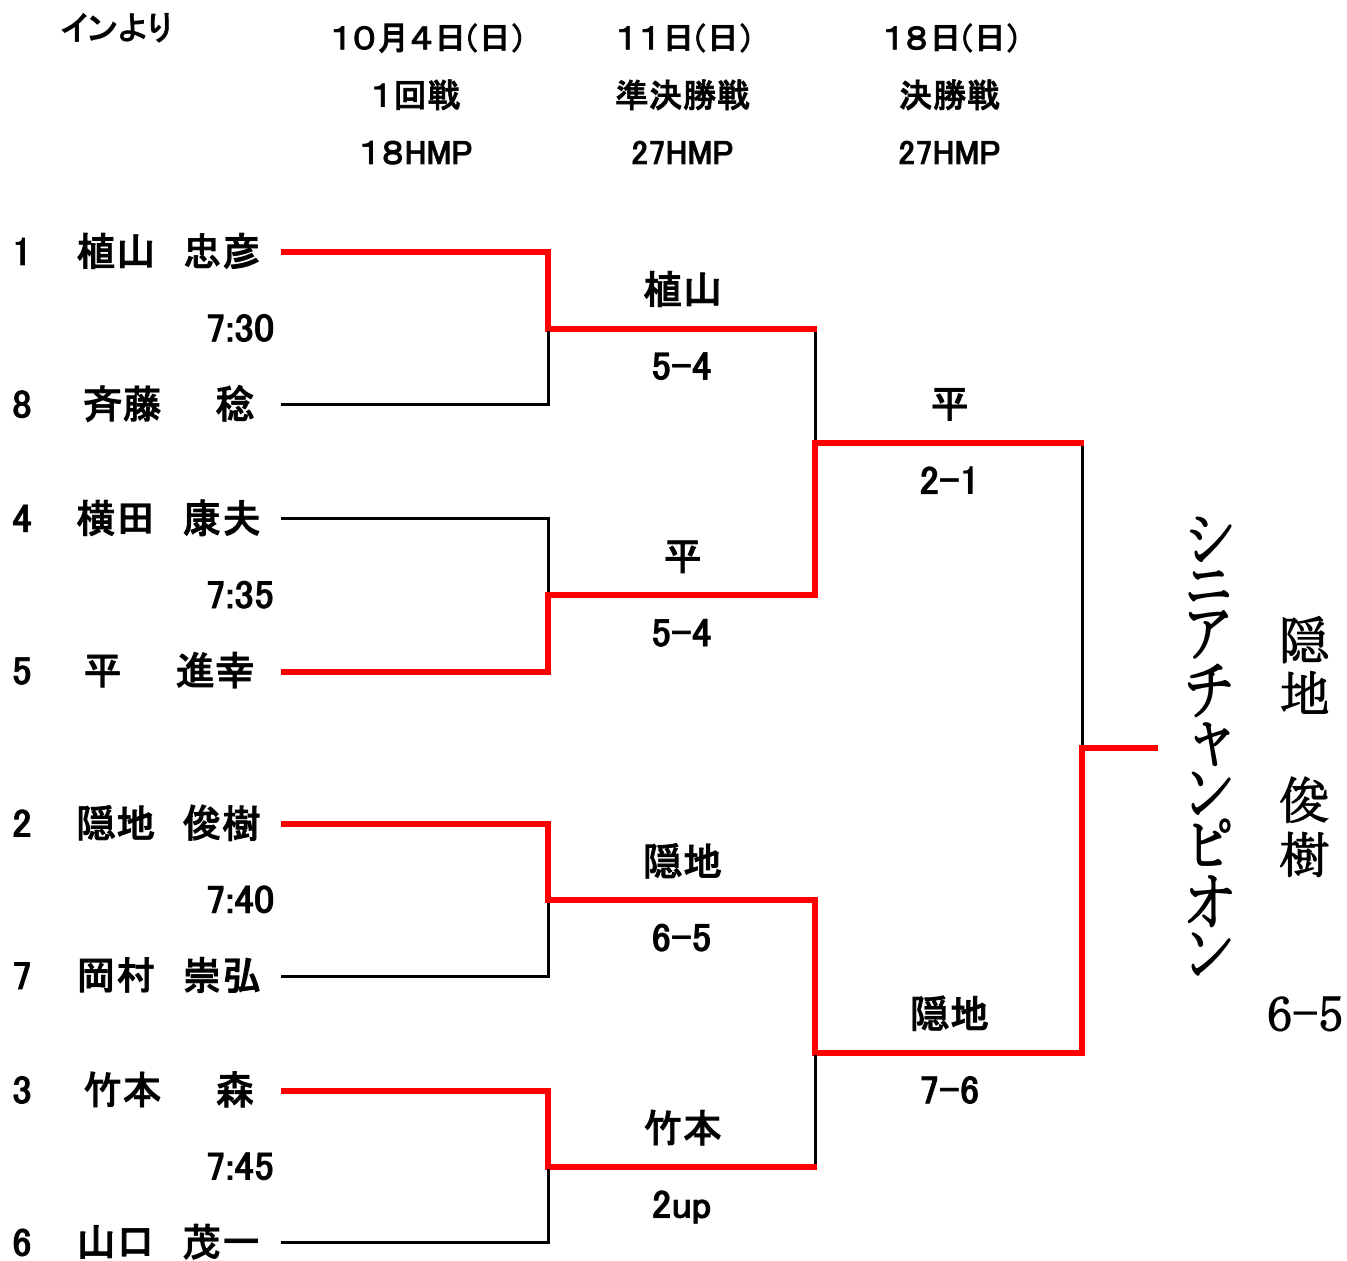 インより
１０月４日(日) 11日(日) 18日(日)
１回戦 準決勝戦 決勝戦
１８HMP 27HMP 27HMP
1 植山 忠彦
植山
7:30
5-4
8 斉藤 稔
平
2-1
4 横田 康夫
平
7:35
5-4
5 平 進幸
シニアチャンピオン
隠地 俊樹
6-5
2 隠地 俊樹
隠地
7:40
6-5
7 岡村 崇弘
隠地
7-6
3 竹本 森
竹本
7:45
2up
6 山口 茂一